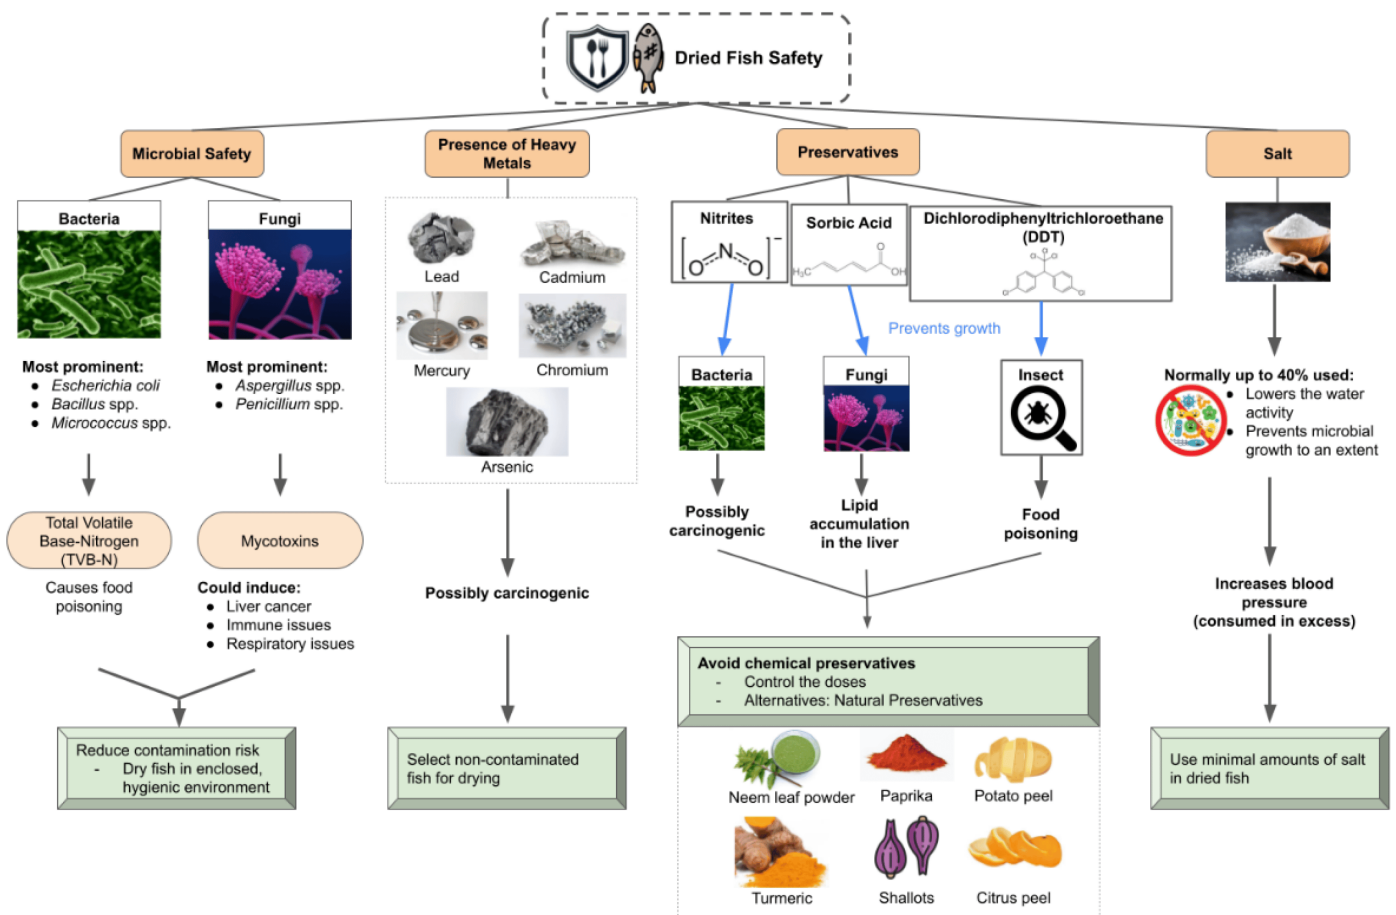 Dried Fish Safety
Microbial Safety
Presence of Heavy
Metals
Preservatives
Salt
Bacteria
Fungi
Most prominent:
● Escherichia coli
● Bacillus spp.
● Micrococcus spp.
Most prominent:
● Aspergillus spp.
● Penicillium spp.
Total Volatile
Base-Nitrogen
(TVB-N)
Causes food
poisoning
Mycotoxins
Could induce:
● Liver cancer
● Immune issues
● Respiratory issues
Reduce contamination risk
- Dry fish in enclosed,
hygienic environment
Lead
Cadmium
Mercury
Chromium
Arsenic
Possibly carcinogenic
Select non-contaminated
fish for drying
Nitrites
[O N O]−
Sorbic Acid
H₃C
O
OH
Dichlorodiphenyltrichloroethane
(DDT)
Cl
Cl Cl
Cl Cl
Prevents growth
Bacteria
Fungi
Insect
Possibly
carcinogenic
Lipid
accumulation
in the liver
Food
poisoning
Avoid chemical preservatives
- Control the doses
- Alternatives: Natural Preservatives
Neem leaf powder
Paprika
Potato peel
Turmeric
Shallots
Citrus peel
Normally up to 40% used:
● Lowers the water
activity
● Prevents microbial
growth to an extent
Increases blood
pressure
(consumed in excess)
Use minimal amounts of salt
in dried fish